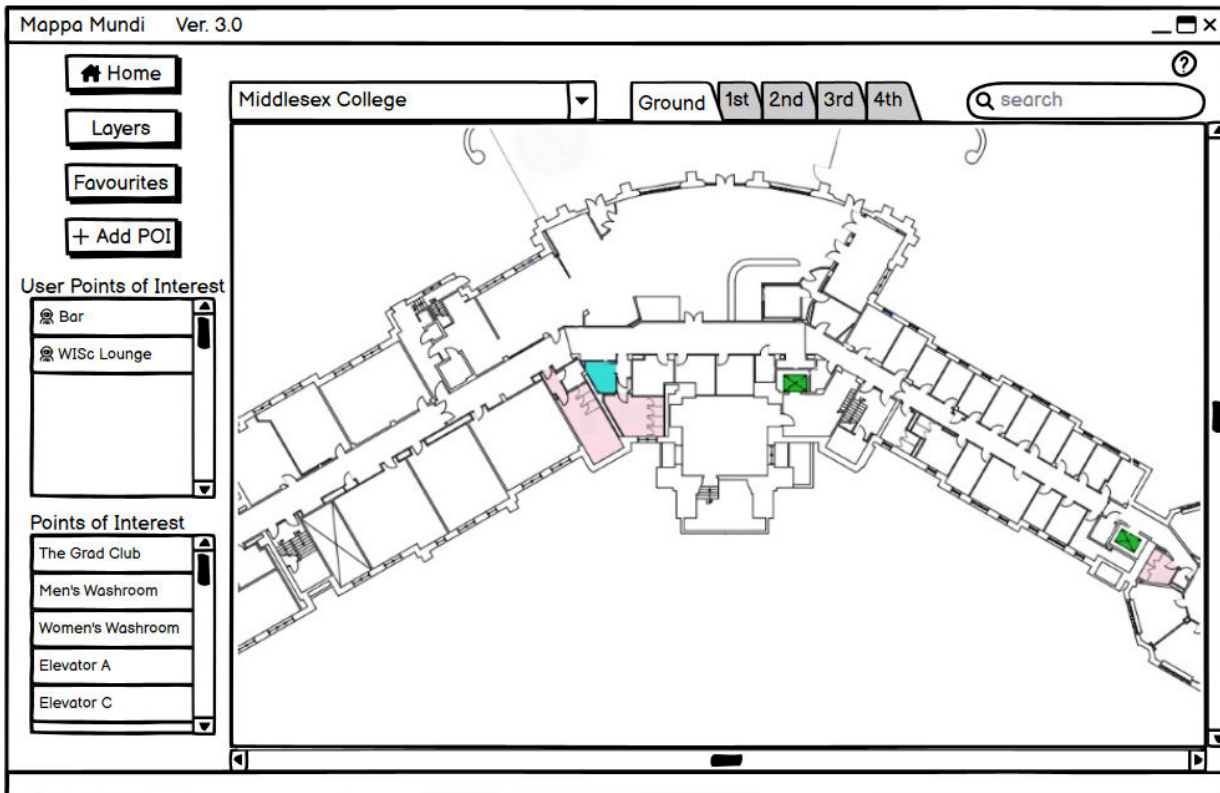 Mappa Mundi Ver. 3.0
Home
Layers
Favourites
+ Add POI
Middlesex College
Ground 1st 2nd 3rd 4th
search
User Points of Interest
Bar
WISc Lounge
Points of Interest
The Grad Club
Men's Washroom
Women's Washroom
Elevator A
Elevator C